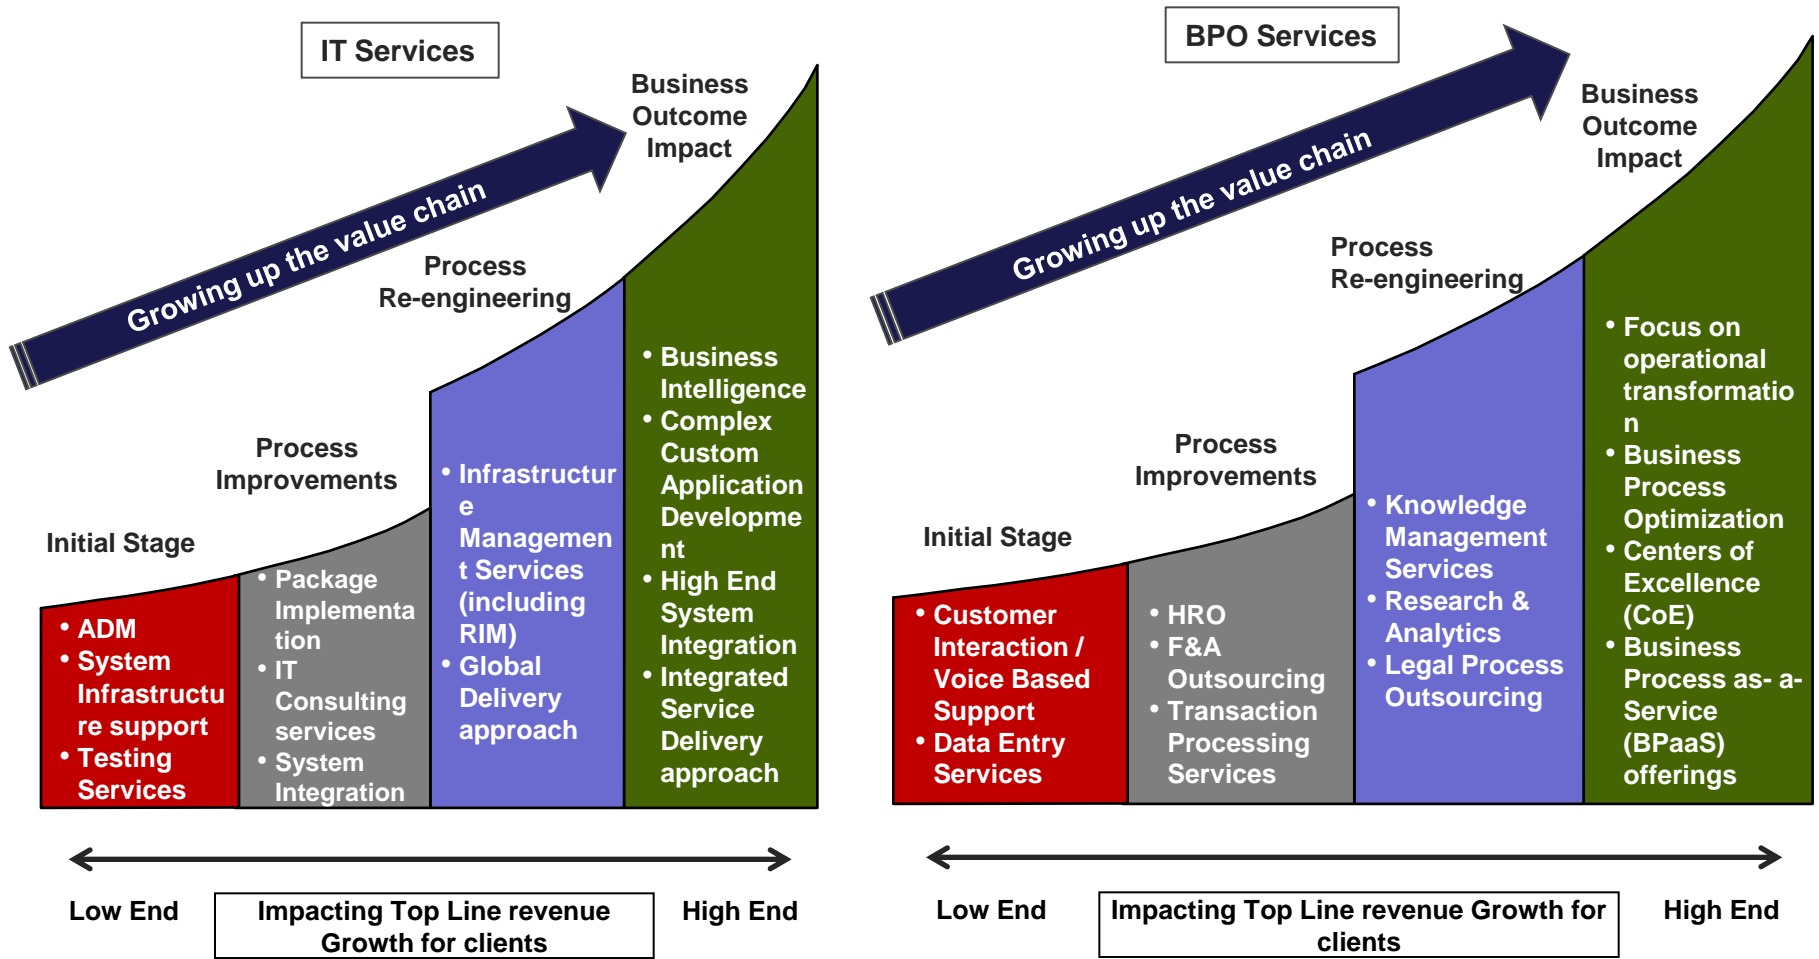 IT Services
Business
Outcome
Impact
Growing up the value chain
Process
Re-engineering
Process
Improvements
Initial Stage
• ADM
• System
Infrastructu
re support
• Testing
Services
• Package
Implementa
tion
• IT
Consulting
services
• System
Integration
• Infrastructur
e
Managemen
t Services
(including
RIM)
• Global
Delivery
approach
• Business
Intelligence
• Complex
Custom
Application
Developme
nt
• High End
System
Integration
• Integrated
Service
Delivery
approach
Low End
Impacting Top Line revenue
Growth for clients
High End
BPO Services
Business
Outcome
Impact
Growing up the value chain
Process
Re-engineering
Process
Improvements
Initial Stage
• Customer
Interaction /
Voice Based
Support
• Data Entry
Services
• HRO
• F&A
Outsourcing
• Transaction
Processing
Services
• Knowledge
Management
Services
• Research &
Analytics
• Legal Process
Outsourcing
• Focus on
operational
transformatio
n
• Business
Process
Optimization
• Centers of
Excellence
(CoE)
• Business
Process as- a-
Service
(BPaaS)
offerings
Low End
Impacting Top Line revenue Growth for
clients
High End